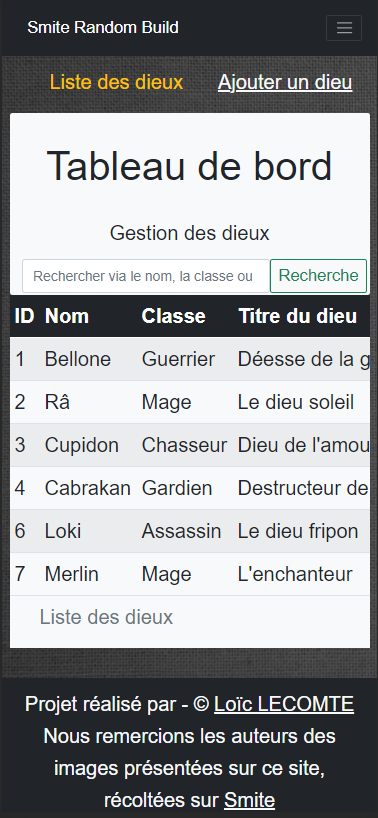 Smite Random Build
Liste des dieux Ajouter un dieu
Tableau de bord
Gestion des dieux
Rechercher via le nom, la classe ou Recherche
ID Nom Classe Titre du dieu
1 Bellone Guerrier Déesse de la g
2 Râ Mage Le dieu soleil
3 Cupidon Chasseur Dieu de l'amou
4 Cabrakan Gardien Destructeur de
6 Loki Assassin Le dieu fripon
7 Merlin Mage L'enchanteur
Liste des dieux
Projet réalisé par - © Loïc LECOMTE
Nous remercions les auteurs des
images présentées sur ce site,
récoltées sur Smite